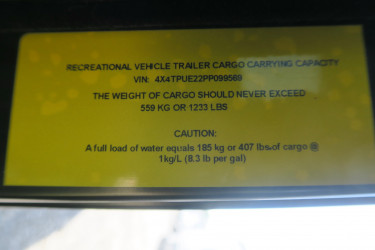 RECREATIONAL VEHICLE TRAILER CARGO CARRYING CAPACITY
VIN: 4X4TPUE22PP099569
THE WEIGHT OF CARGO SHOULD NEVER EXCEED
559 KG OR 1233 LBS
CAUTION:
A full load of water equals 185 kg or 407 lbs of cargo @
1kg/L (8.3 lb per gal)